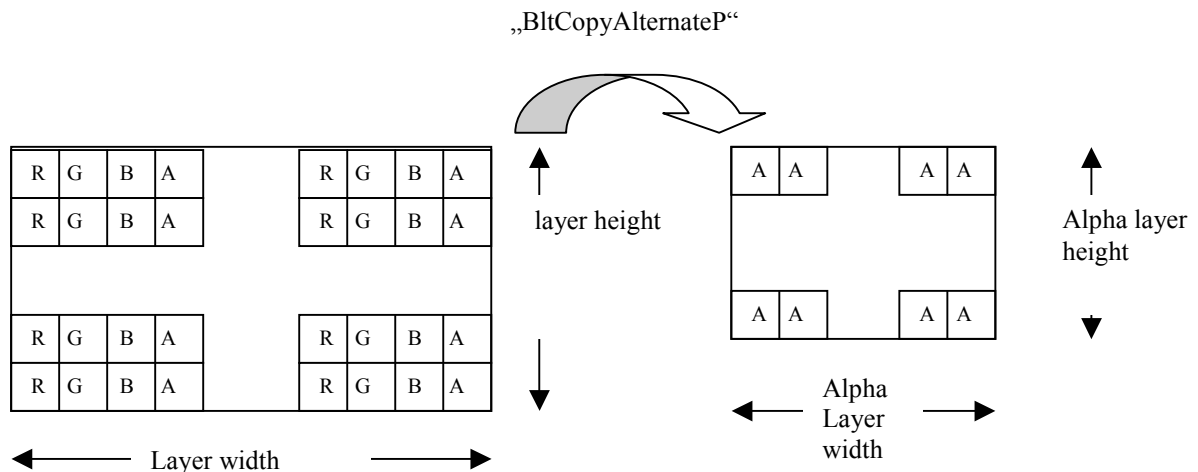 „BltCopyAlternateP“
R G B A R G B A
R G B A R G B A
R G B A R G B A
R G B A R G B A
layer height
Layer width
A A A A
A A A A
Alpha layer
height
Alpha
Layer
width